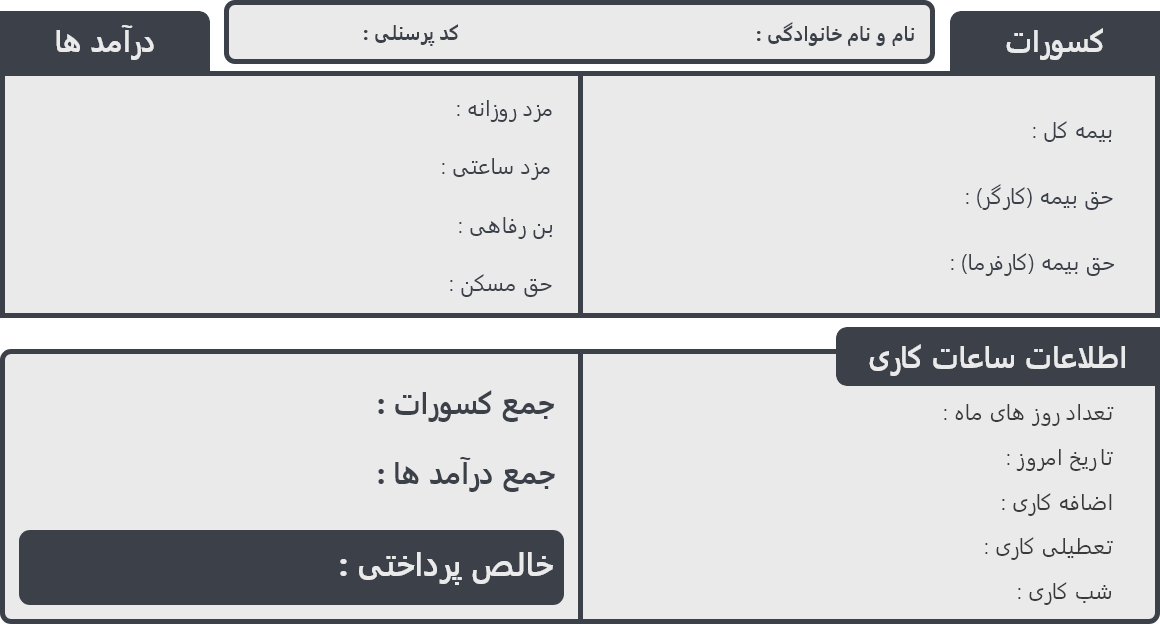 کسورات
نام و نام خانوادگی :
کد پرسنلی :
درآمد ها
بیمه کل :
حق بیمه (کارگر) :
حق بیمه (کارفرما) :
مزد روزانه :
مزد ساعتی :
بن رفاهی :
حق مسکن :
اطلاعات ساعات کاری
تعداد روز های ماه :
تاریخ امروز :
اضافه کاری :
تعطیلی کاری :
شب کاری :
جمع کسورات :
جمع درآمد ها :
خالص پرداختی :